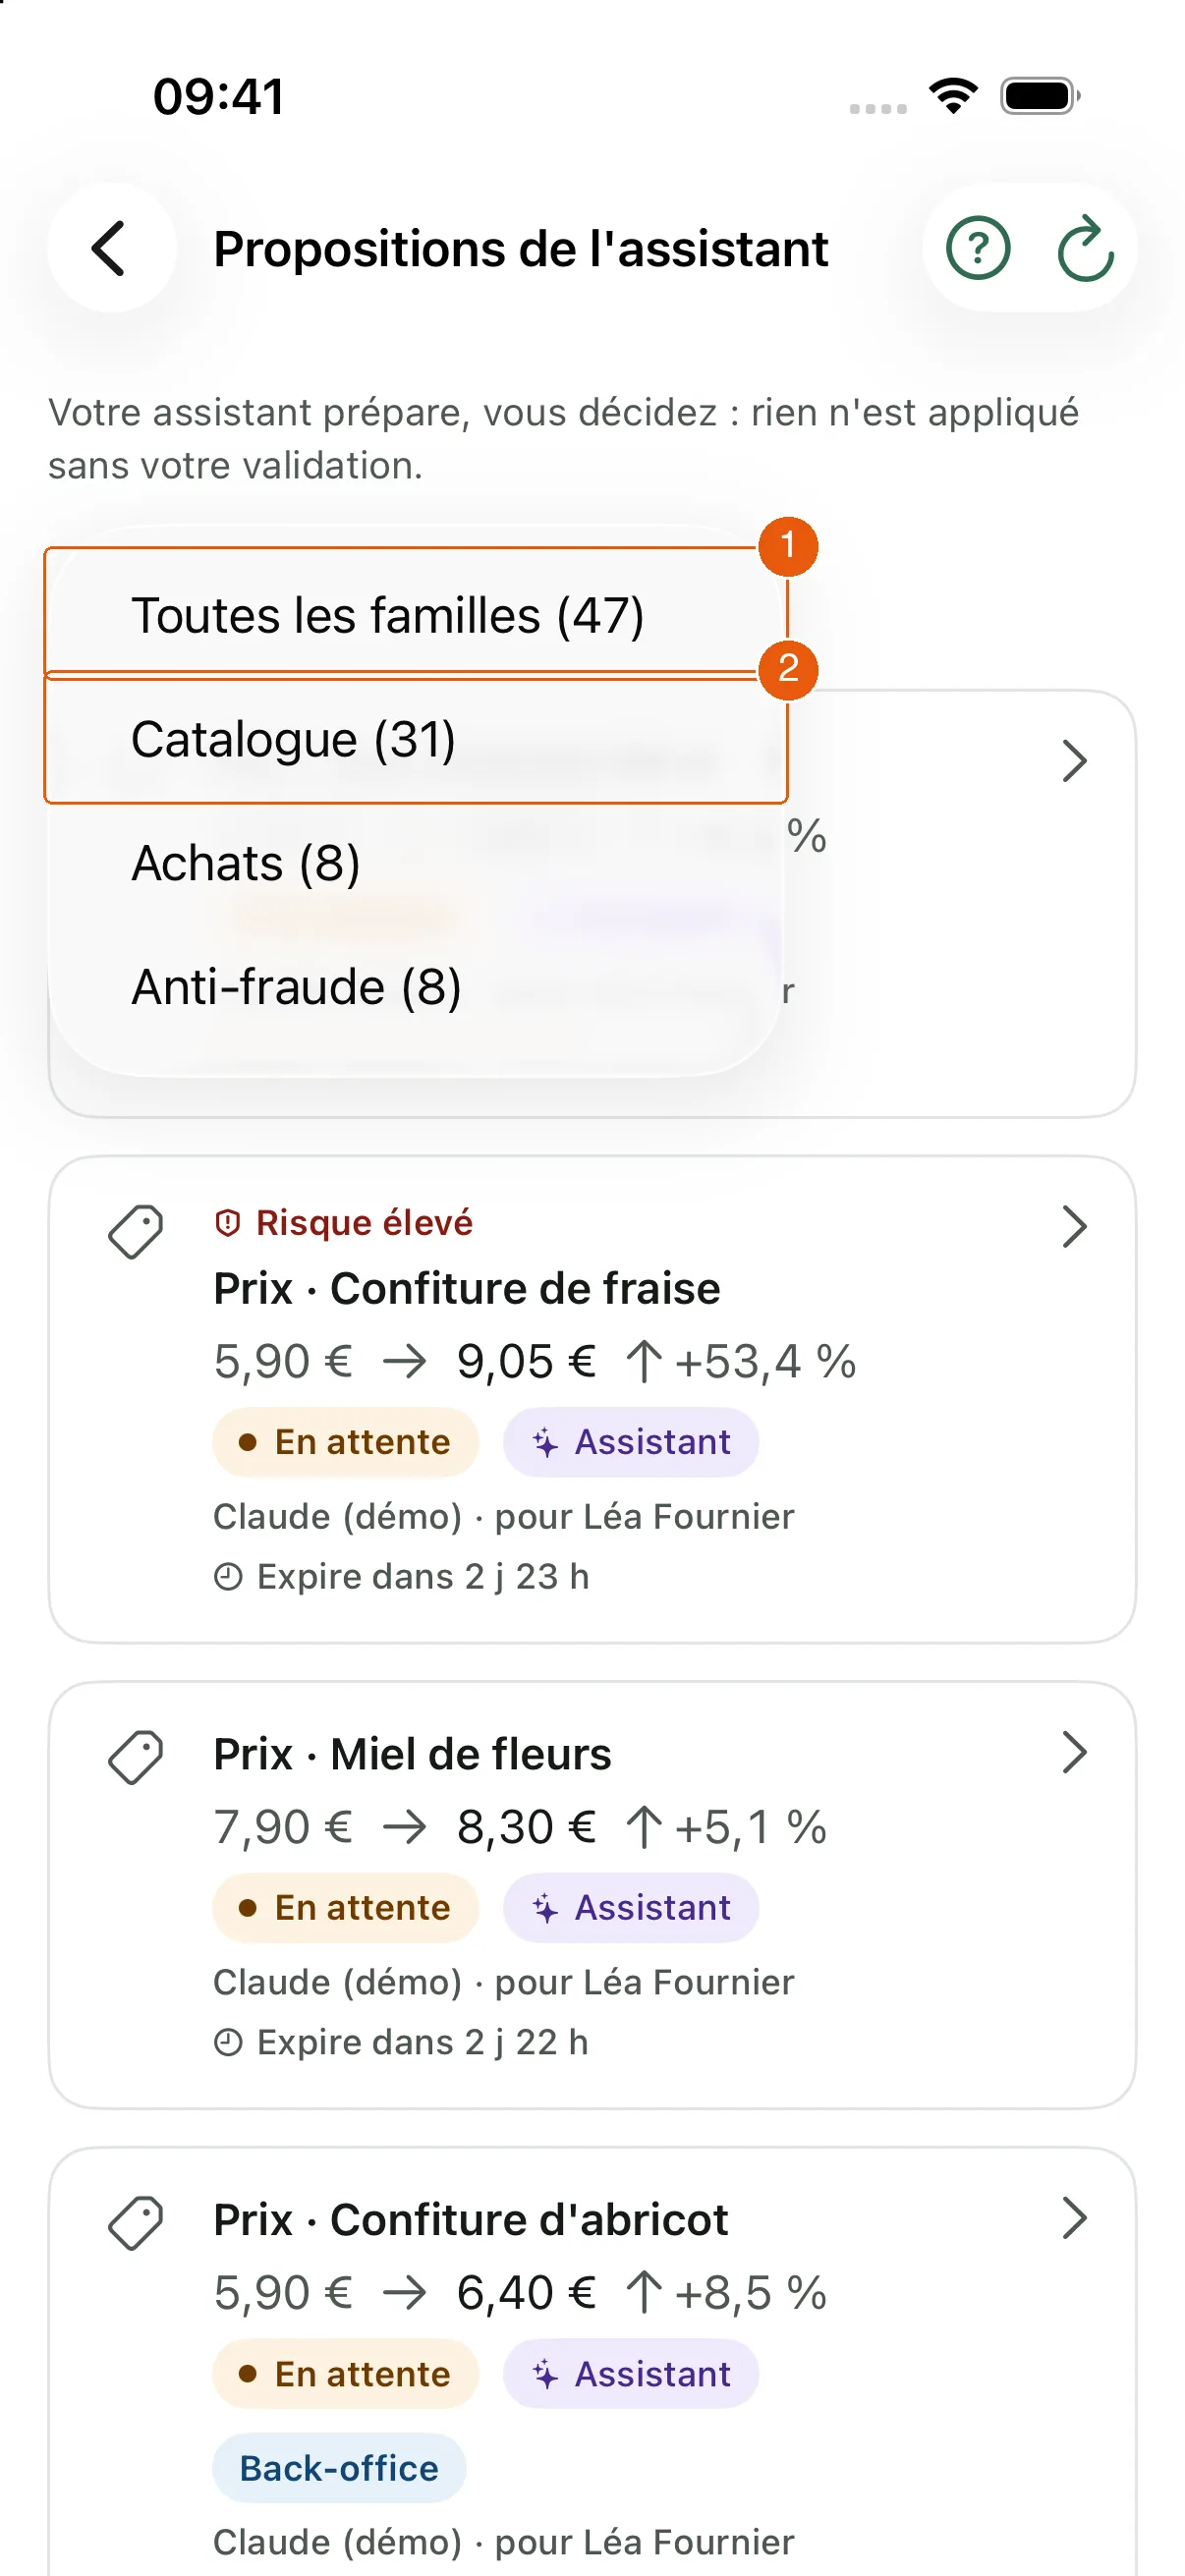 09:41
Propositions de l'assistant
Votre assistant prépare, vous décidez : rien n'est appliqué
sans votre validation.
1
Toutes les familles (47)
2
Catalogue (31)
%
Achats (8)
Anti-fraude (8)
r
Risque élevé
Prix · Confiture de fraise
5,90 € → 9,05 € ↑ +53,4 %
En attente Assistant
Claude (démo) · pour Léa Fournier
Expire dans 2 j 23 h
Prix · Miel de fleurs
7,90 € → 8,30 € ↑ +5,1 %
En attente Assistant
Claude (démo) · pour Léa Fournier
Expire dans 2 j 22 h
Prix · Confiture d'abricot
5,90 € → 6,40 € ↑ +8,5 %
En attente Assistant
Back-office
Claude (démo) · pour Léa Fournier